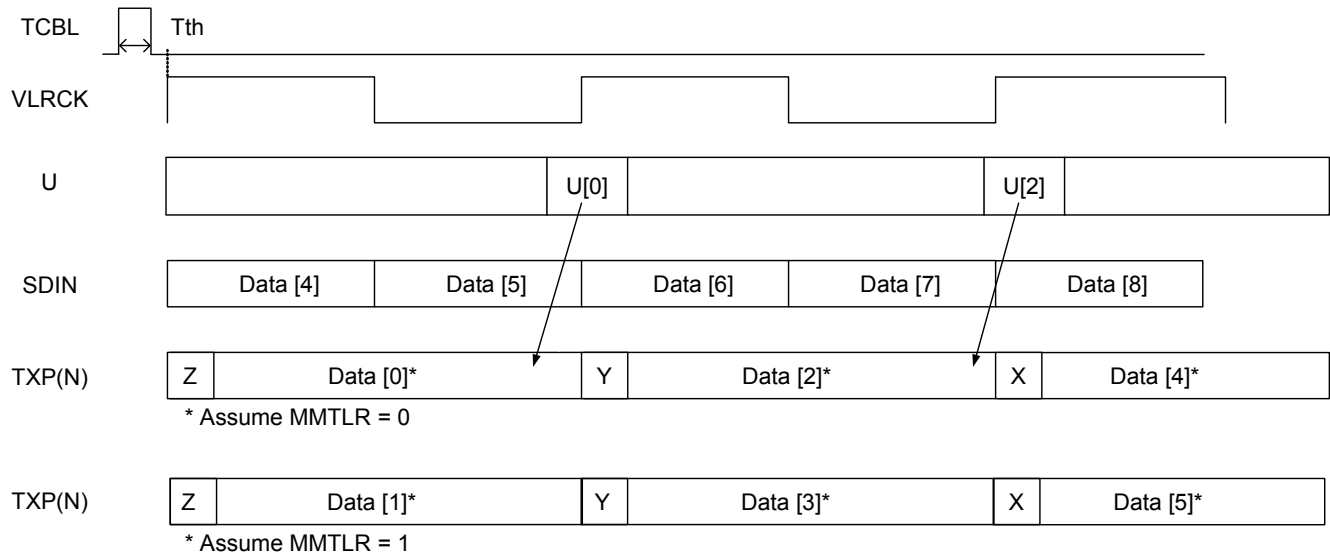 TCBL Tth
VLRCK
U U[0] U[2]
SDIN Data [4] Data [5] Data [6] Data [7] Data [8]
TXP(N) Z Data [0]* Y Data [2]* X Data [4]*
* Assume MMTLR = 0
TXP(N) Z Data [1]* Y Data [3]* X Data [5]*
* Assume MMTLR = 1